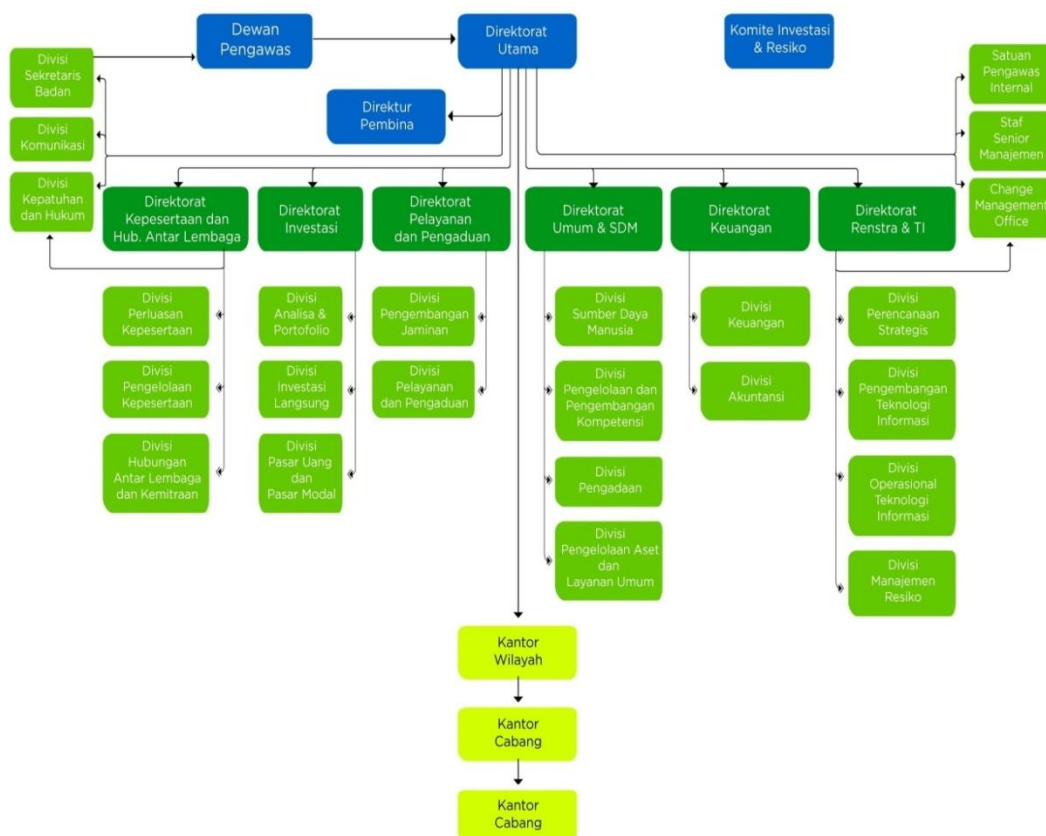 Dewan
Pengawas
Direktorat
Utama
Komite Investasi
& Resiko
Divisi
Sekretaris
Badan
Satuan
Pengawas
Internal
Direktur
Pembina
Divisi
Komunikasi
Staf
Senior
Manajemen
Divisi
Kepatuhan
dan Hukum
Change
Management
Office
Direktorat
Kepesertaan dan
Hub. Antar Lembaga
Direktorat
Investasi
Direktorat
Pelayanan
dan Pengaduan
Direktorat
Umum & SDM
Direktorat
Keuangan
Direktorat
Renstra & TI
Divisi
Perluasan
Kepesertaan
Divisi
Analisa &
Portofolio
Divisi
Pengembangan
Jaminan
Divisi
Sumber Daya
Manusia
Divisi
Keuangan
Divisi
Perencanaan
Strategis
Divisi
Pengelolaan
Kepesertaan
Divisi
Investasi
Langsung
Divisi
Pelayanan
dan Pengaduan
Divisi
Pengelolaan dan
Pengembangan
Kompetensi
Divisi
Akuntansi
Divisi
Pengembangan
Teknologi
Informasi
Divisi
Hubungan
Antar Lembaga
dan Kemitraan
Divisi
Pasar Uang
dan
Pasar Modal
Divisi
Pengadaan
Divisi
Operasional
Teknologi
Informasi
Divisi
Pengelolaan Aset
dan
Layanan Umum
Divisi
Manajemen
Resiko
Kantor
Wilayah
Kantor
Cabang
Kantor
Cabang